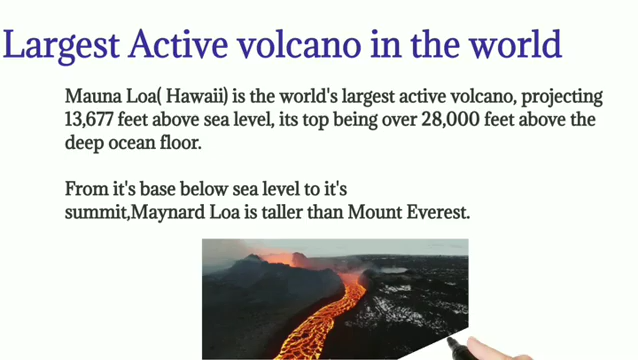 Largest Active volcano in the world
Mauna Loa( Hawaii) is the world's largest active volcano, projecting
13,677 feet above sea level, its top being over 28,000 feet above the
deep ocean floor.
From it's base below sea level to it's
summit,Maynard Loa is taller than Mount Everest.